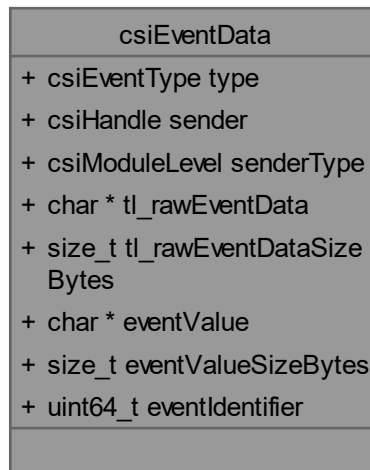 csiEventData
+ csiEventType type
+ csiHandle sender
+ csiModuleLevel senderType
+ char * tl_rawEventData
+ size_t tl_rawEventDataSize
Bytes
+ char * eventValue
+ size_t eventValueSizeBytes
+ uint64_t eventIdentifier